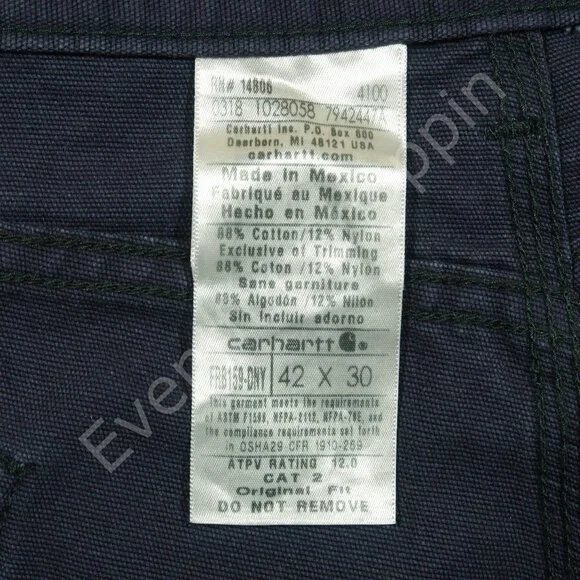 RN# 14806 4100
0318 1028058 7942447A
Carhartt Inc. P.O. Box 600
Dearborn, MI 48121 USA
carhartt.com
Made in Mexico
Fabriqué au Mexique
Hecho en México
88% Cotton/12% Nylon
Exclusive of Trimming
88% Coton /12% Nylon
Sans garniture
88% Algodón /12% Nilon
Sin incluir adorno
carhartt
FRB159-DNY 42 X 30
This garment meets the requirements
of ASTM F1506, NFPA-2112, NFPA-70E, and
the compliance requirements set forth
in OSHA29 CFR 1910-269
ATPV RATING 12.0
CAT 2
Original Fit
DO NOT REMOVE